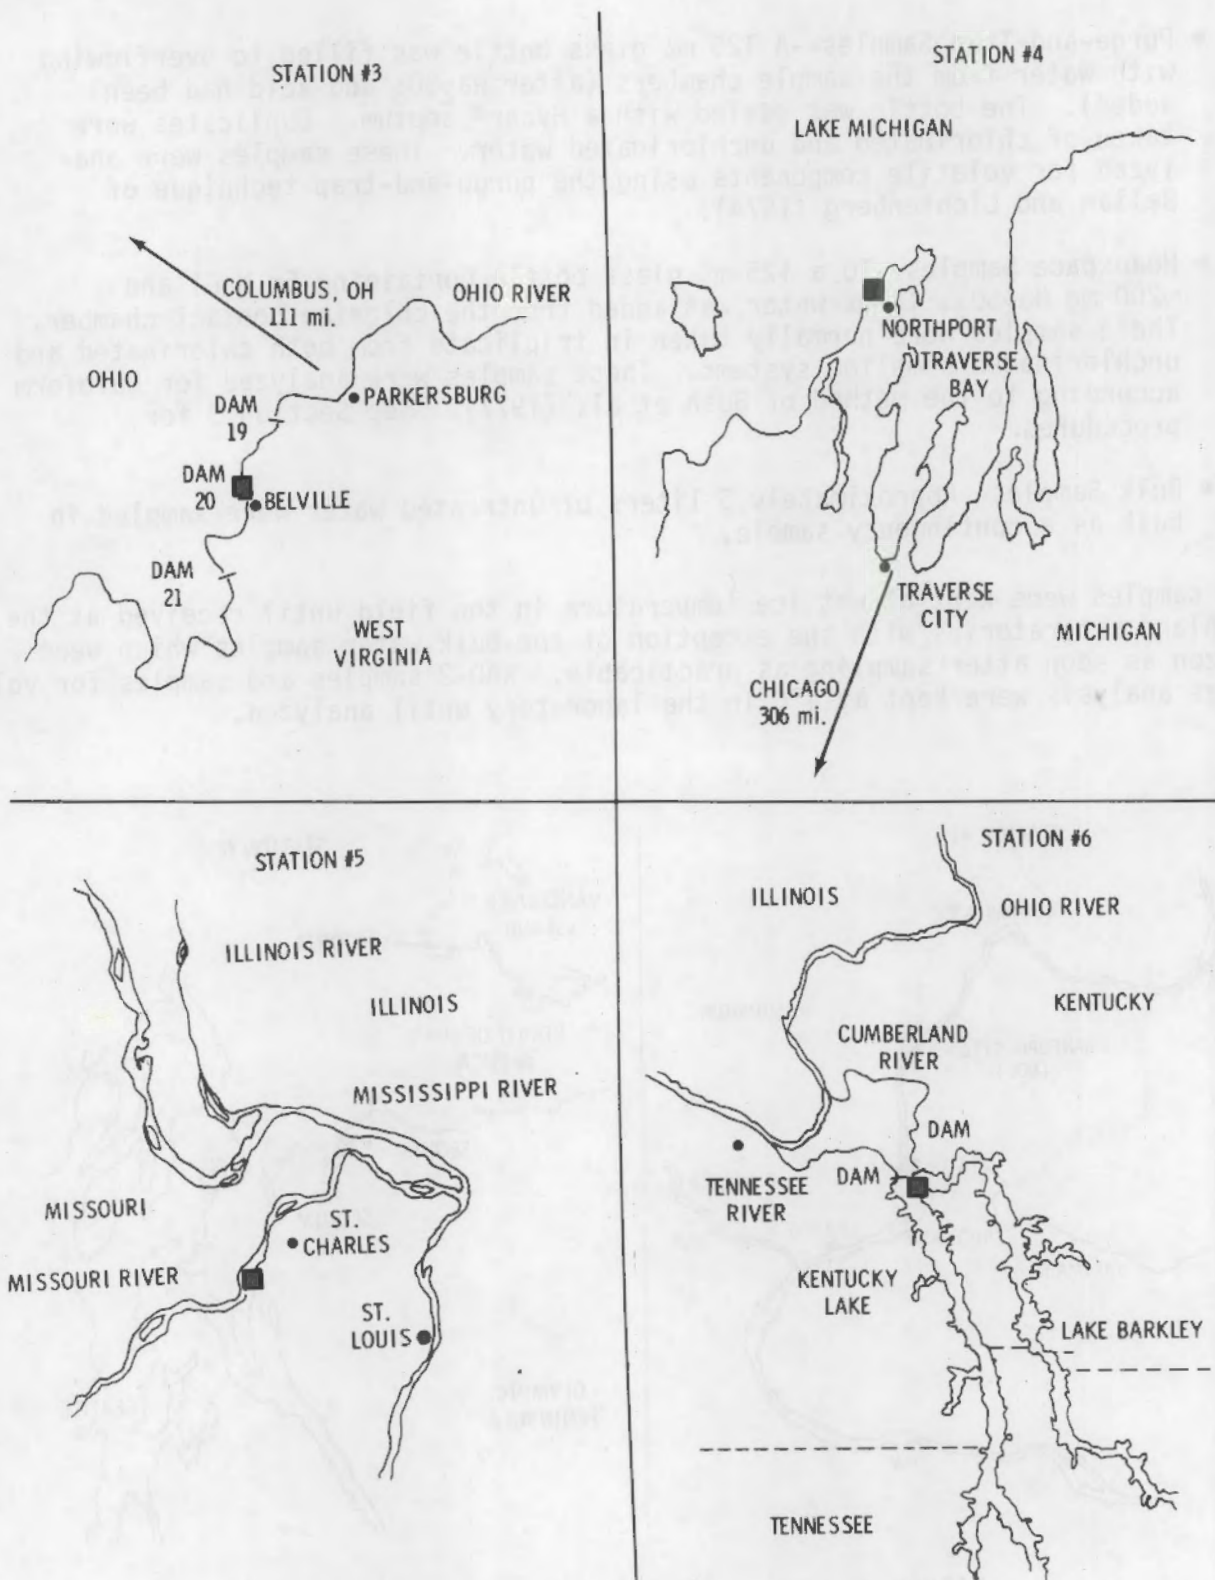 STATION #3
COLUMBUS, OH
111 mi.
OHIO RIVER
OHIO
PARKERSBURG
DAM
19
DAM
20
BELVILLE
DAM
21
WEST
VIRGINIA
STATION #4
LAKE MICHIGAN
NORTHPORT
TRAVERSE
BAY
TRAVERSE
CITY
MICHIGAN
CHICAGO
306 mi.
STATION #5
ILLINOIS RIVER
ILLINOIS
MISSISSIPPI RIVER
MISSOURI
ST.
CHARLES
MISSOURI RIVER
ST.
LOUIS
STATION #6
ILLINOIS
OHIO RIVER
KENTUCKY
CUMBERLAND
RIVER
DAM
DAM
TENNESSEE
RIVER
KENTUCKY
LAKE
LAKE BARKLEY
TENNESSEE